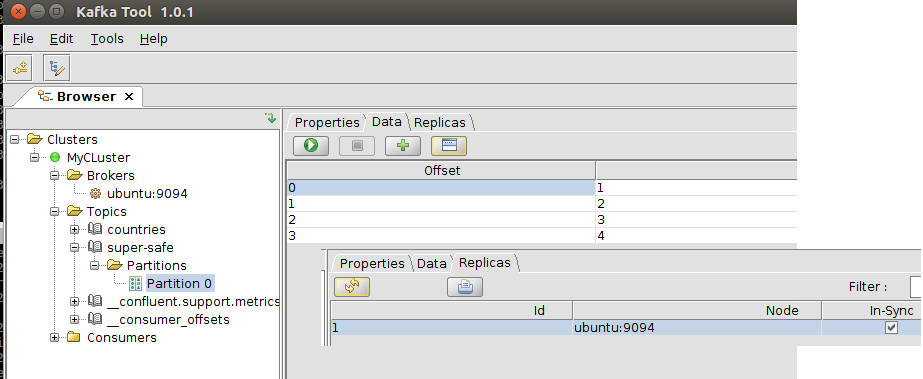 Kafka Tool 1.0.1
File Edit Tools Help
Browser
Clusters
MyCLuster
Brokers
ubuntu:9094
Topics
countries
super-safe
Partitions
Partition 0
__confluent.support.metrics
__consumer_offsets
Consumers
Properties Data Replicas
Offset
0 1
1 2
2 3
3 4
Properties Data Replicas
Filter :
Id Node In-Sync
1 ubuntu:9094